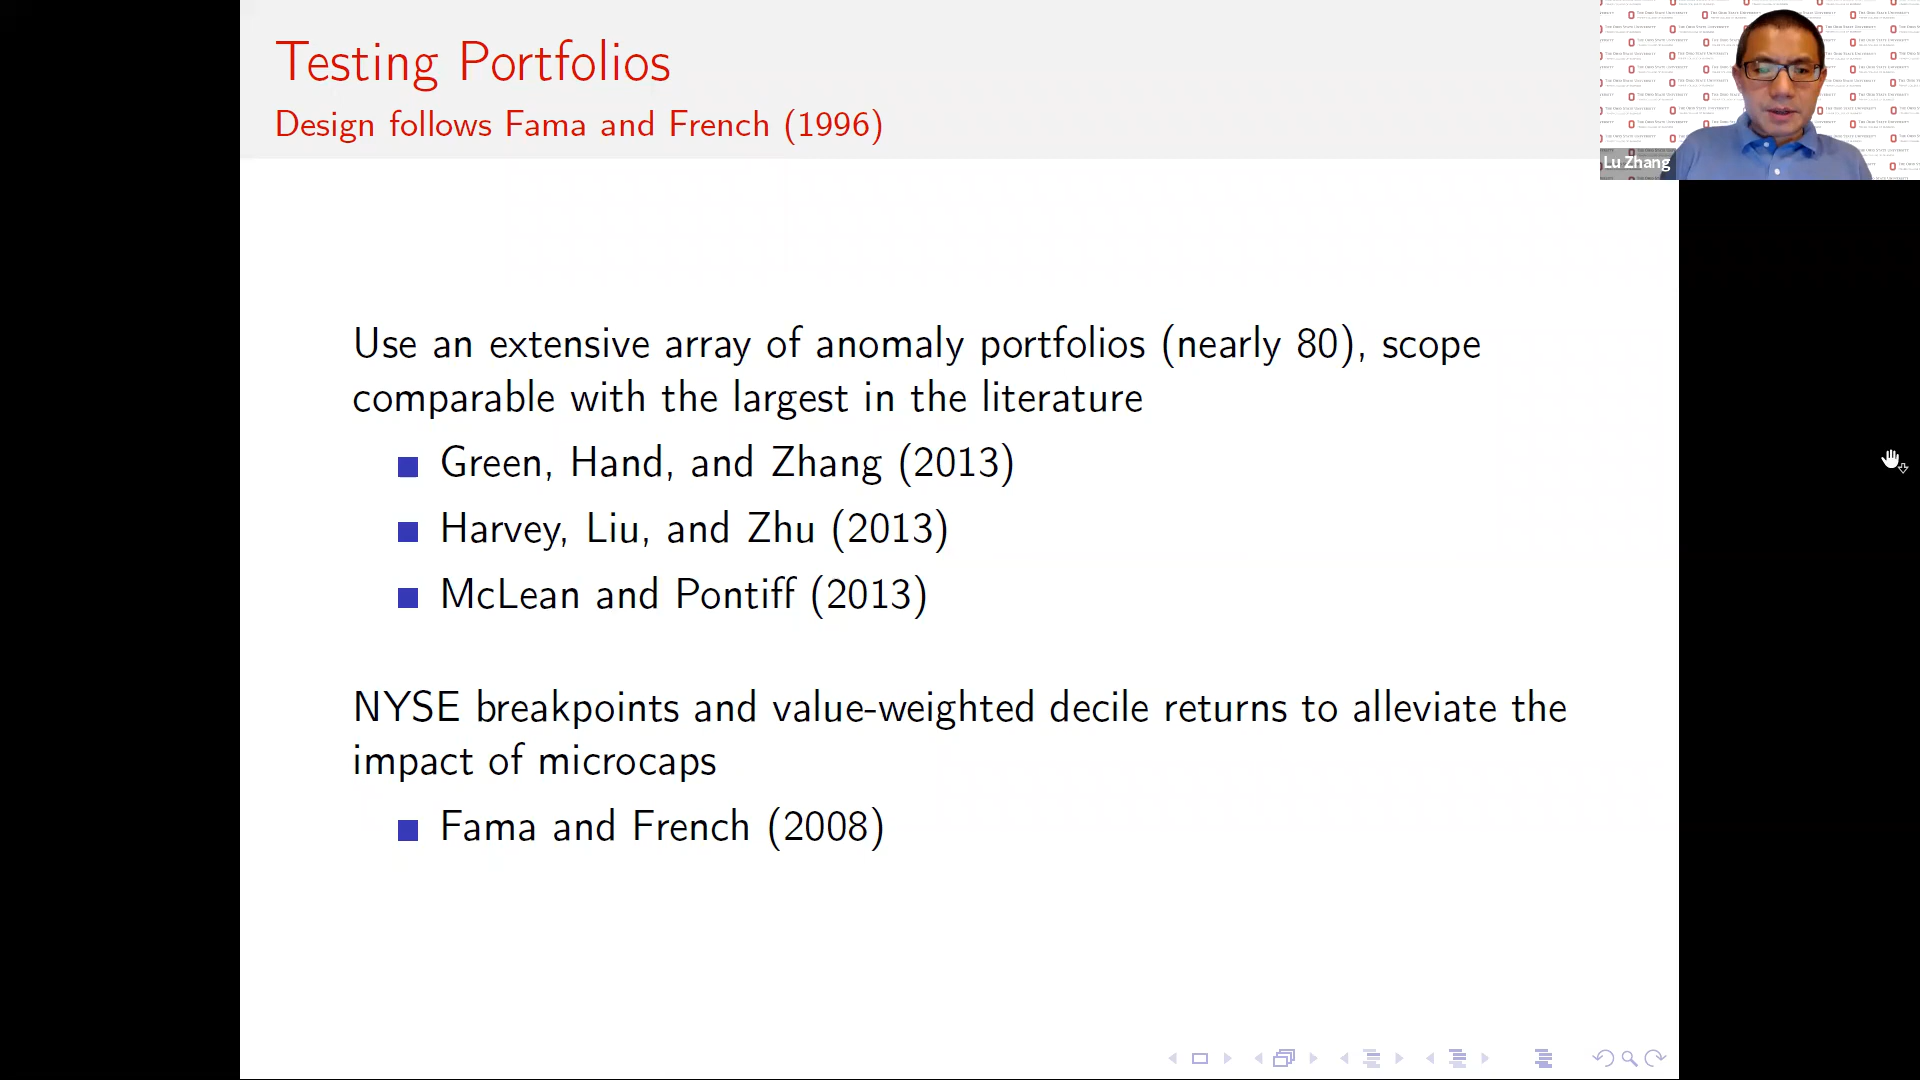 Testing Portfolios
Design follows Fama and French (1996)
Lu Zhang
Use an extensive array of anomaly portfolios (nearly 80), scope
comparable with the largest in the literature
Green, Hand, and Zhang (2013)
Harvey, Liu, and Zhu (2013)
McLean and Pontiff (2013)
NYSE breakpoints and value-weighted decile returns to alleviate the
impact of microcaps
Fama and French (2008)